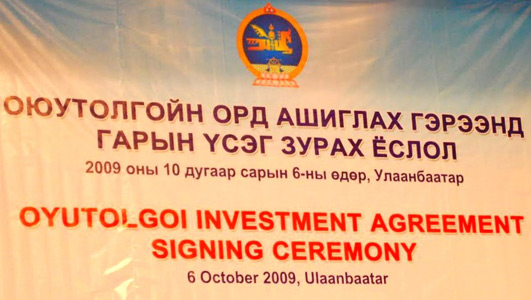 ОЮУТОЛГОЙН ОРД АШИГЛАХ ГЭРЭЭНД
ГАРЫН ҮСЭГ ЗУРАХ ЁСЛОЛ
2009 оны 10 дугаар сарын 6-ны өдөр, Улаанбаатар
OYUTOLGOI INVESTMENT AGREEMENT
SIGNING CEREMONY
6 October 2009, Ulaanbaatar